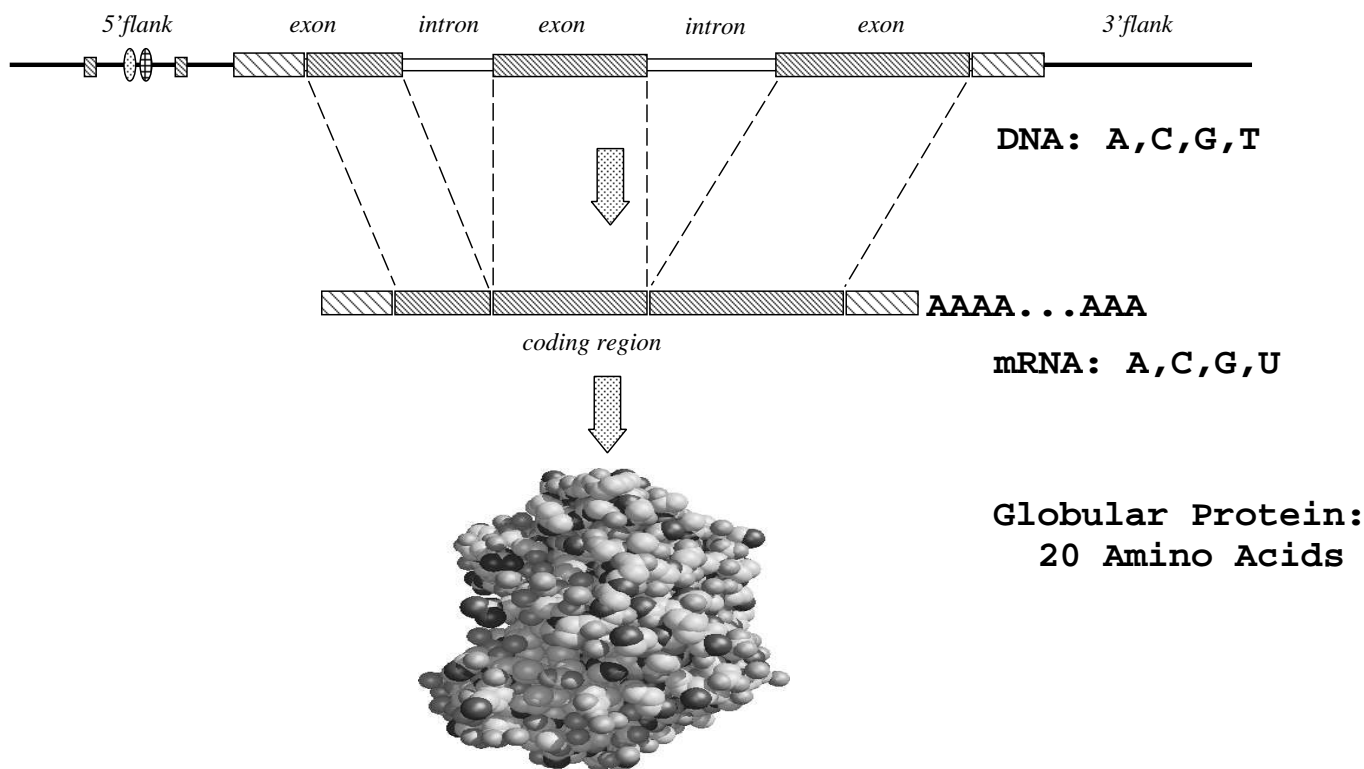 5’flank exon intron exon intron exon 3’flank
DNA: A,C,G,T
AAAA...AAA
coding region
mRNA: A,C,G,U
Globular Protein:
20 Amino Acids